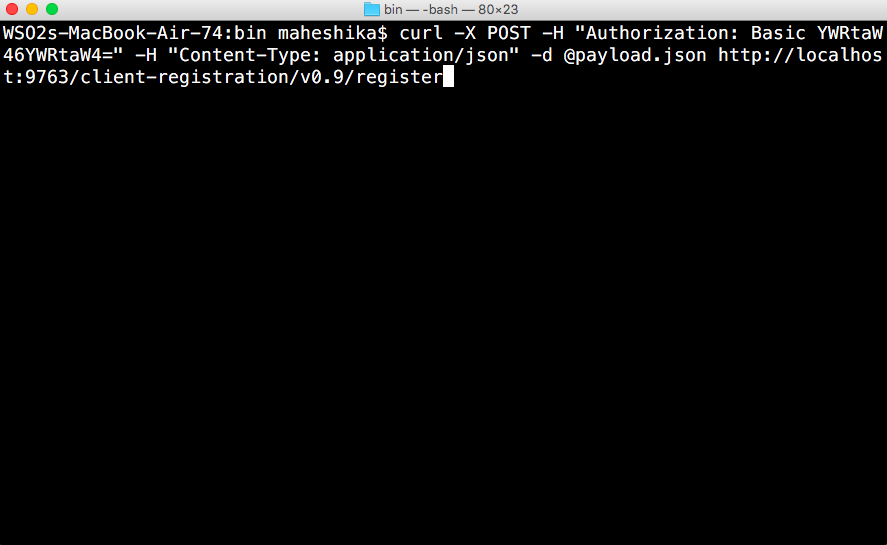 bin — -bash — 80×23
WSO2s-MacBook-Air-74:bin maheshika$ curl -X POST -H "Authorization: Basic YWRtaW
46YWRtaW4=" -H "Content-Type: application/json" -d @payload.json http://localhos
t:9763/client-registration/v0.9/register